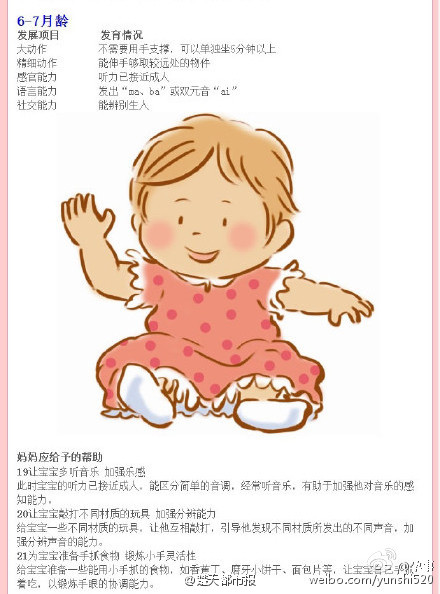 6-7月龄
发展项目 发育情况
大动作 不需要用手支撑，可以单独坐5分钟以上
精细动作 能伸手够取较远处的物件
感官能力 听力已接近成人
语言能力 发出“ma、ba”或双元音“ai”
社交能力 能辨别生人
妈妈应给予的帮助
19让宝宝多听音乐 加强乐感
此时宝宝的听力已接近成人，能区分简单的音调，经常听音乐，有助于加强他对音乐的感
知能力。
20让宝宝敲打不同材质的玩具 加强分辨能力
给宝宝一些不同材质的玩具，让他互相敲打，引导他发现不同材质所发出的不同声音，加
强分辨声音的能力。
21为宝宝准备手抓食物 锻炼小手灵活性
给宝宝准备一些能用小手抓的食物，如香蕉丁、磨牙小饼干、面包片等，让宝宝自己手抓
着吃，以锻炼手眼的协调能力。
@楚天都市报
weibo.com/yunshi520